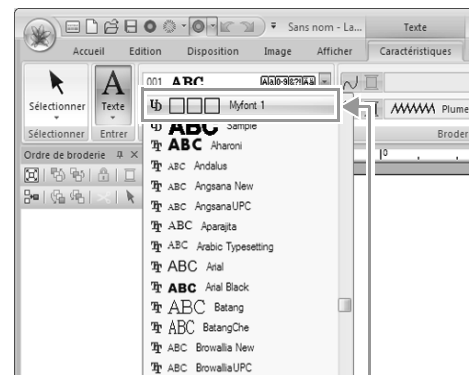 Sans nom - La... Texte
Accueil Edition Disposition Image Afficher Caractéristiques
001 ABC
Sélectionner Texte
Myfont 1
Plume
Sélectionner Entrer
ABC Sample
Broder
Ordre de broderie
ABC Aharoni
ABC Andalus
ABC Angsana New
ABC AngsanaUPC
ABC Aparajita
ABC Arabic Typesetting
ABC Arial
ABC Arial Black
ABC Batang
ABC BatangChe
ABC Browallia New
ABC BrowalliaUPC